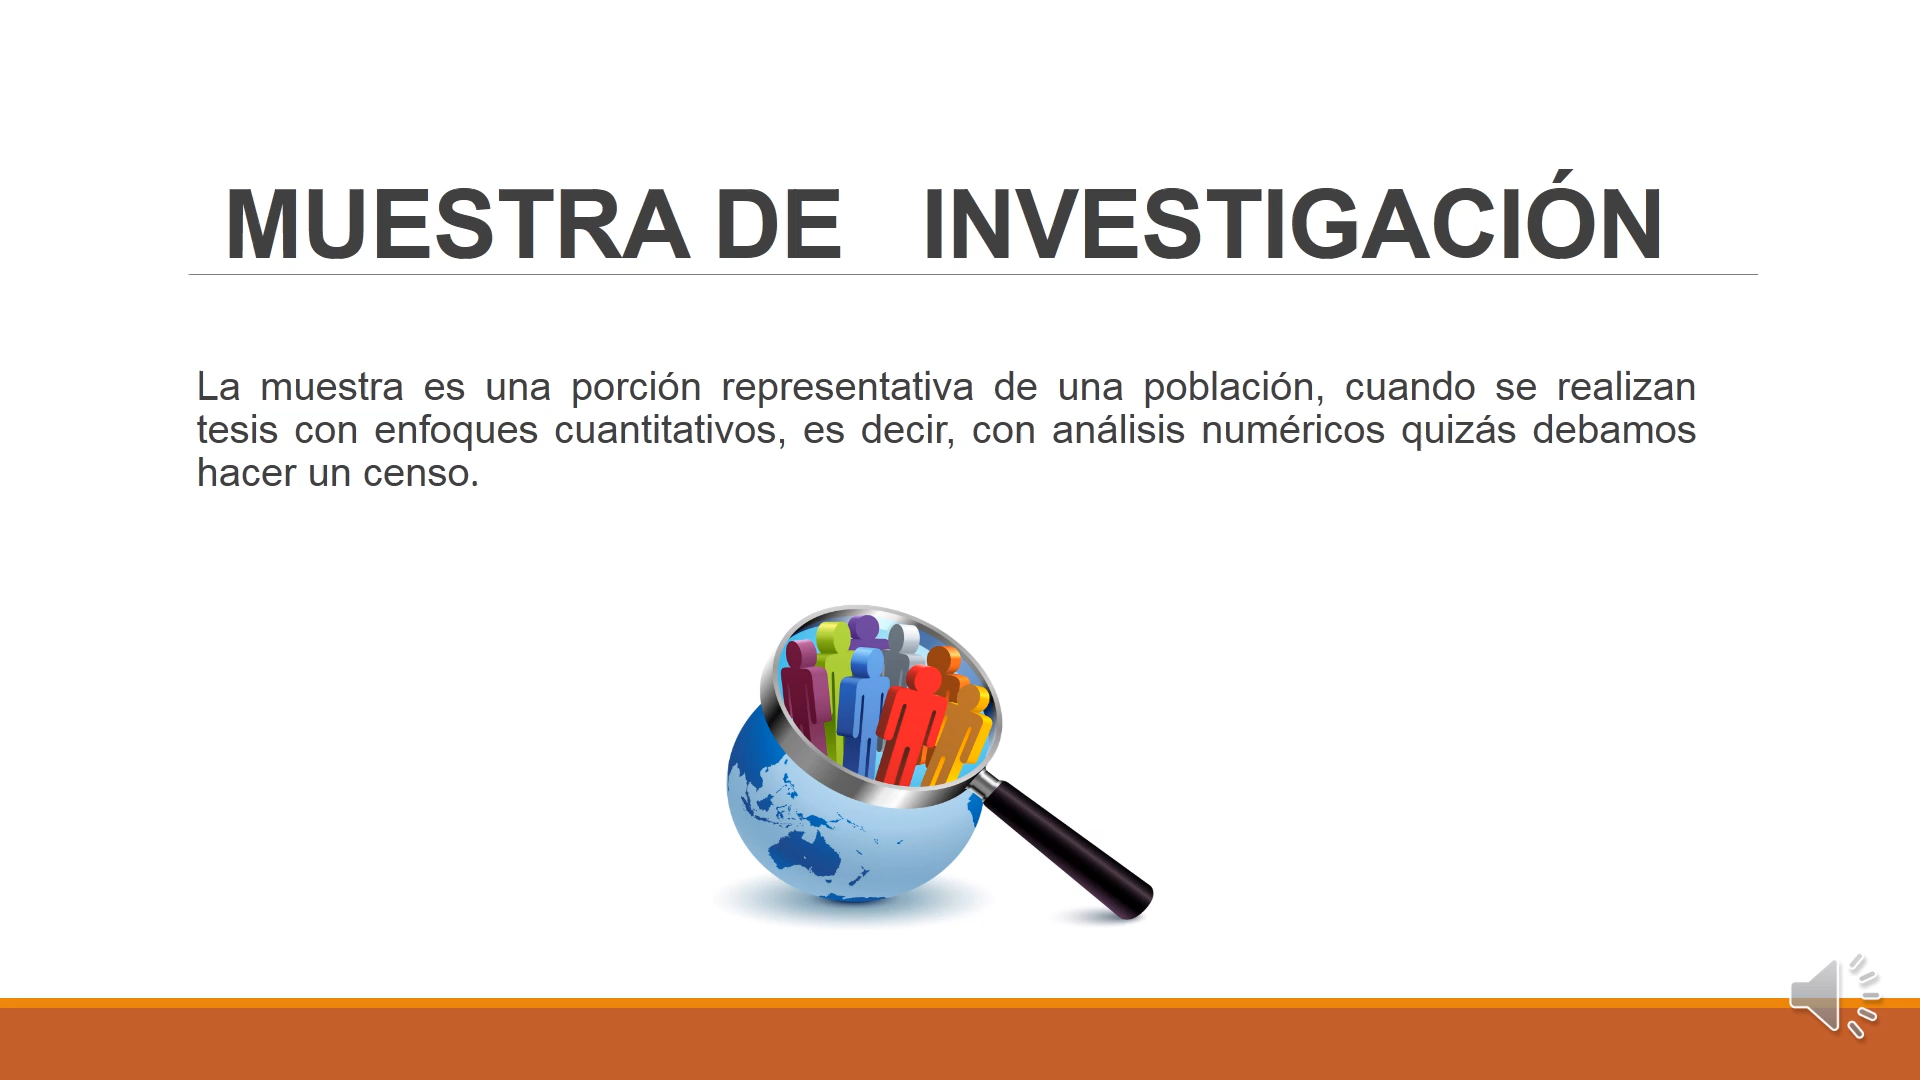 MUESTRA DE INVESTIGACIÓN
La muestra es una porción representativa de una población, cuando se realizan
tesis con enfoques cuantitativos, es decir, con análisis numéricos quizás debamos
hacer un censo.